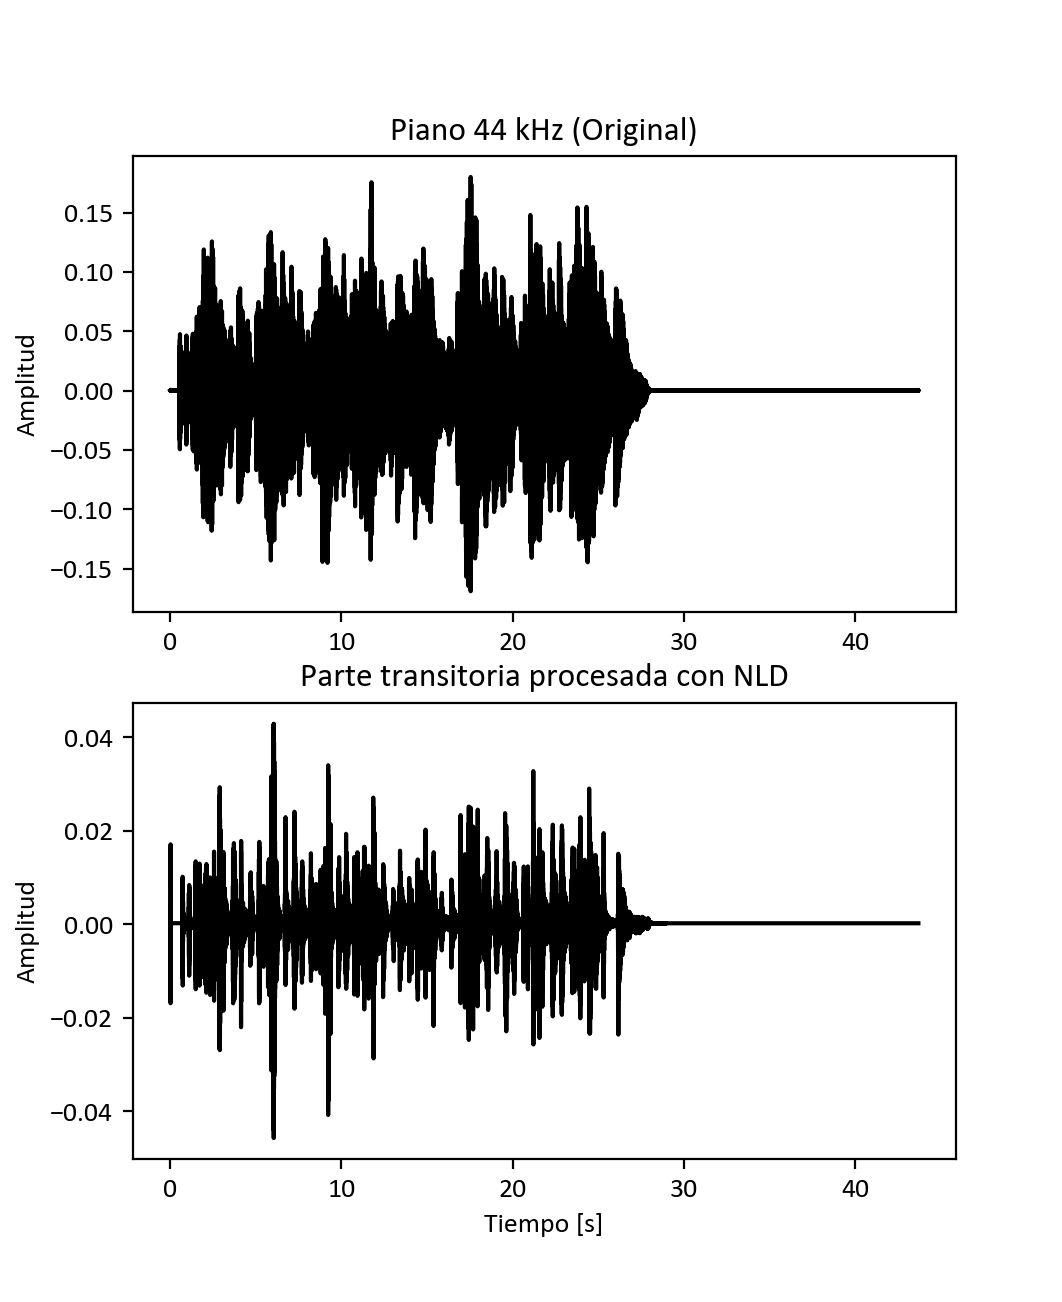 Piano 44 kHz (Original)
Amplitud
0.15
0.10
0.05
0.00
−0.05
−0.10
−0.15
0 10 20 30 40
Parte transitoria procesada con NLD
Amplitud
0.04
0.02
0.00
−0.02
−0.04
0 10 20 30 40
Tiempo [s]